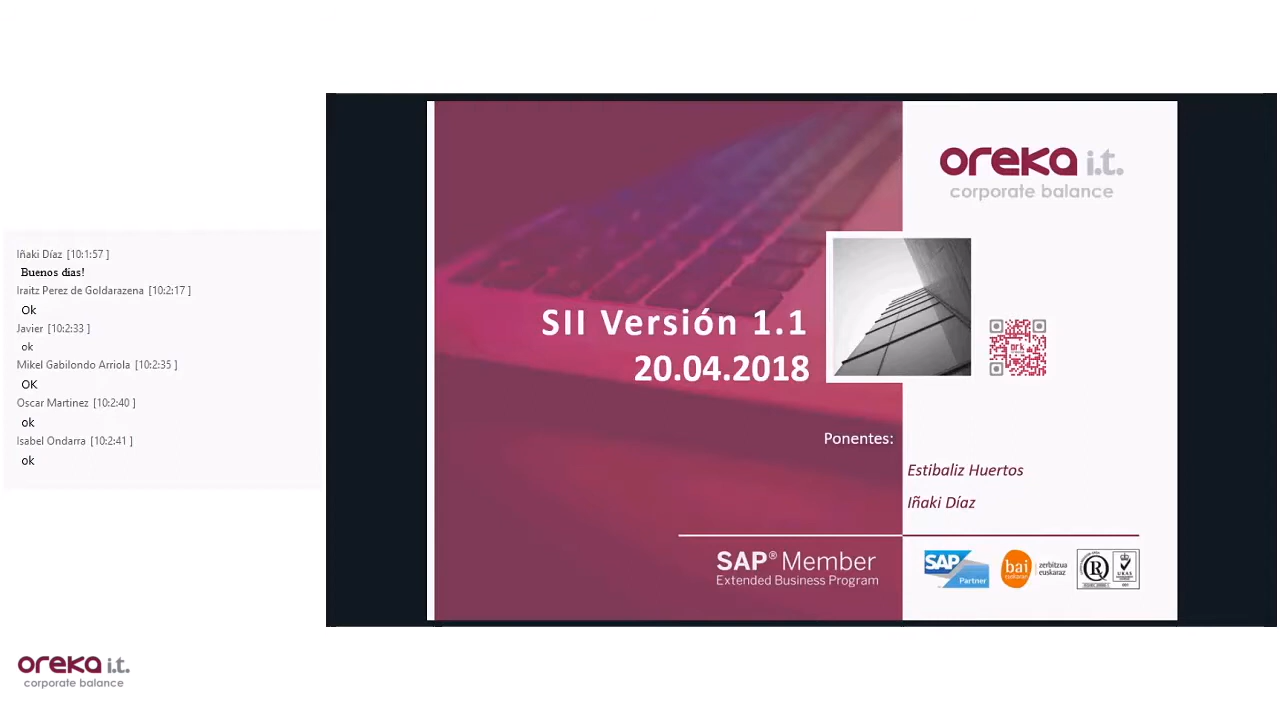 Iñaki Díaz [10:1:57 ]
Buenos días!
Iraitz Perez de Goldarazena [10:2:17 ]
Ok
Javier [10:2:33 ]
ok
Mikel Gabilondo Arriola [10:2:35 ]
OK
Oscar Martinez [10:2:40 ]
ok
Isabel Ondarra [10:2:41 ]
ok
oreka i.t.
corporate balance
SII Versión 1.1
20.04.2018
Ponentes:
Estibaliz Huertos
Iñaki Díaz
SAP® Member
Extended Business Program
SAP
Partner
bai
euskarari
zerbitzua
euskaraz
R
UKAS
oreka i.t.
corporate balance